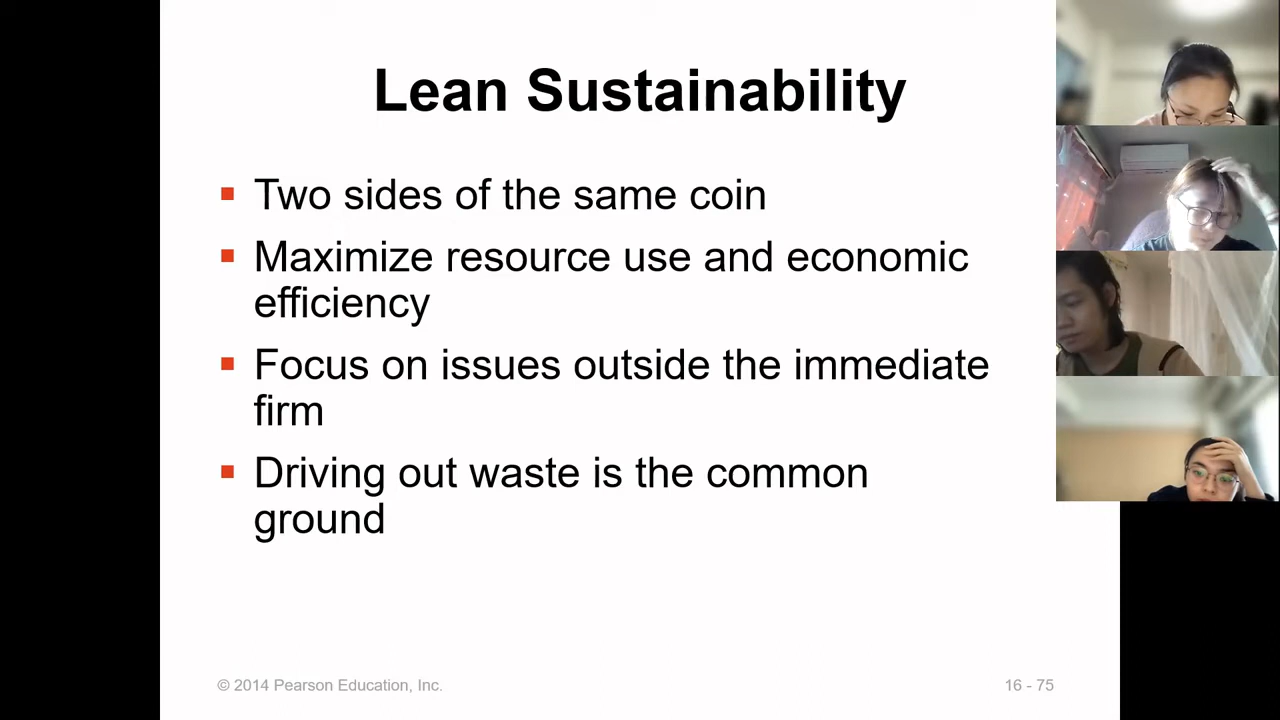 Lean Sustainability
▪ Two sides of the same coin
▪ Maximize resource use and economic
efficiency
▪ Focus on issues outside the immediate
firm
▪ Driving out waste is the common
ground
© 2014 Pearson Education, Inc.
16 - 75